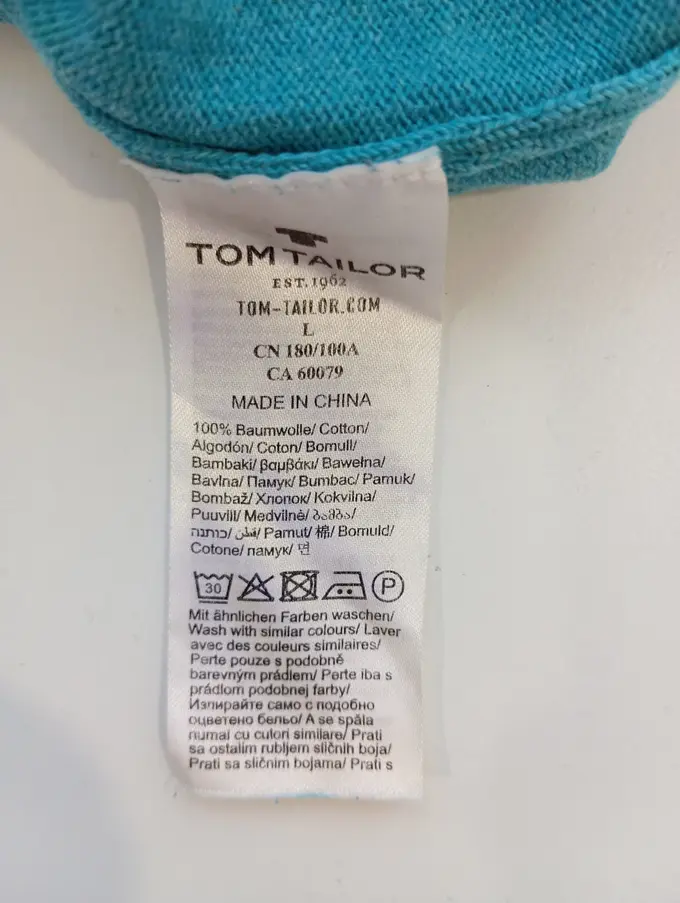 TOM TAILOR
EST. 1962
TOM-TAILOR.COM
L
CN 180/100A
CA 60079
MADE IN CHINA
100% Baumwolle/ Cotton/
Algodón/ Coton/ Bomull/
Bambaki/ βαμβάκι/ Bawełna/
Bavlna/ Памук/ Bumbac/ Pamuk/
Bombaž/ Хлопок/ Kokvilna/
Puuvill/ Medvilnė/ ბამბა/
כותנה/ قطن/ Pamut/ 棉/ Bomuld/
Cotone/ памук/ 면
30
P
Mit ähnlichen Farben waschen/
Wash with similar colours/ Laver
avec des couleurs similaires/
Perte pouze s podobně
barevným prádlem/ Perte iba s
prádlom podobnej farby/
Изпирайте само с подобно
оцветено бельо/ A se spăla
numai cu culori similare/ Prati
sa ostalim rubljem sličnih boja/
Prati sa sličnim bojama/ Prati s